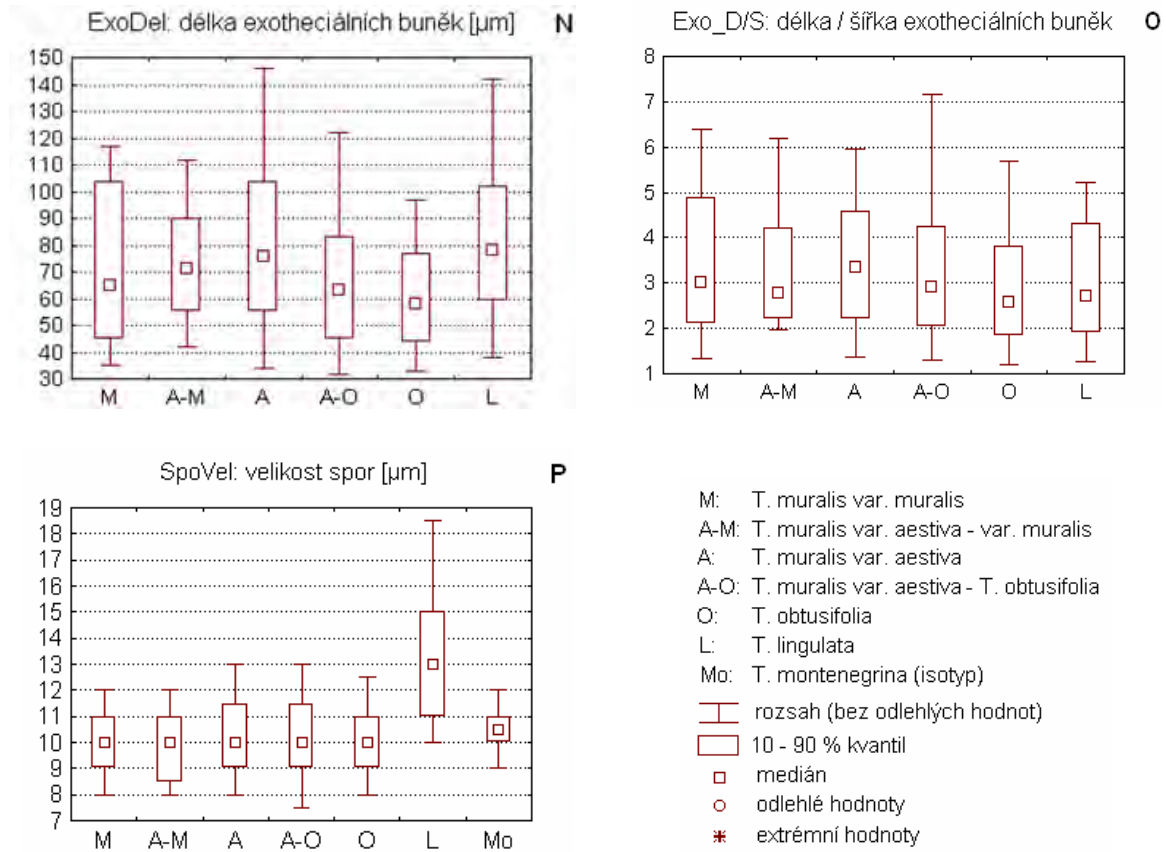 ExoDel: délka exotheciálních buněk [µm] N
150
140
130
120
110
100
90
80
70
60
50
40
30
M A-M A A-O O L
Exo_D/S: délka / šířka exotheciálních buněk O
8
7
6
5
4
3
2
1
M A-M A A-O O L
SpoVel: velikost spor [µm] P
19
18
17
16
15
14
13
12
11
10
9
8
7
M A-M A A-O O L Mo
M: T. muralis var. muralis
A-M: T. muralis var. aestiva - var. muralis
A: T. muralis var. aestiva
A-O: T. muralis var. aestiva - T. obtusifolia
O: T. obtusifolia
L: T. lingulata
Mo: T. montenegrina (isotyp)
rozsah (bez odlehlých hodnot)
10 - 90 % kvantil
medián
odlehlé hodnoty
extrémní hodnoty